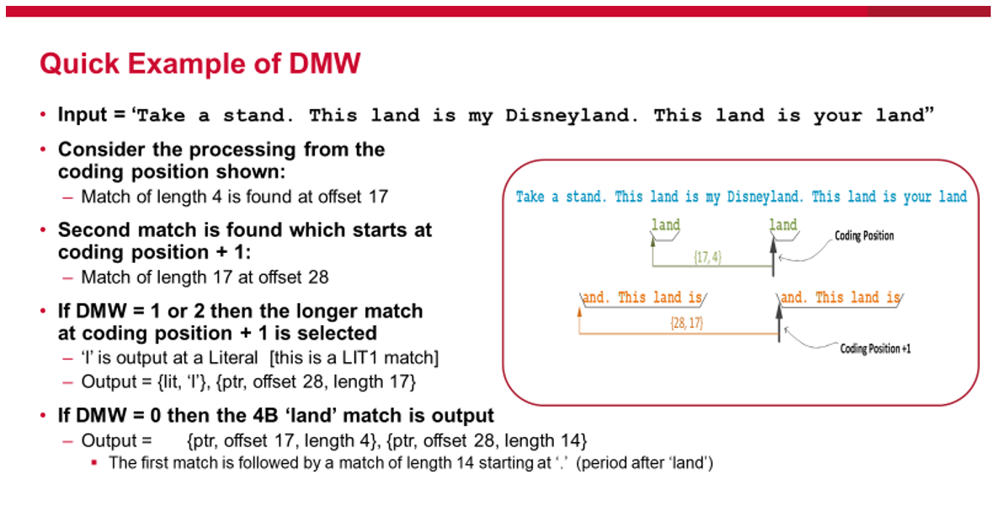 Quick Example of DMW
• Input = ‘Take a stand. This land is my Disneyland. This land is your land”
• Consider the processing from the
coding position shown:
– Match of length 4 is found at offset 17
• Second match is found which starts at
coding position + 1:
– Match of length 17 at offset 28
• If DMW = 1 or 2 then the longer match
at coding position + 1 is selected
– ‘l’ is output at a Literal [this is a LIT1 match]
– Output = {lit, ‘l’}, {ptr, offset 28, length 17}
• If DMW = 0 then the 4B ‘land’ match is output
– Output = {ptr, offset 17, length 4}, {ptr, offset 28, length 14}
▪ The first match is followed by a match of length 14 starting at ‘.’ (period after ‘land’)
Take a stand. This land is my Disneyland. This land is your land
land land
Coding Position
{17, 4}
and. This land is and. This land is
{28, 17}
Coding Position +1